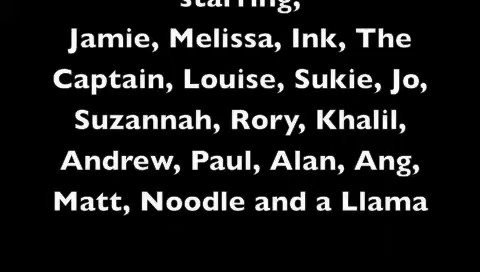 starring,
Jamie, Melissa, Ink, The
Captain, Louise, Sukie, Jo,
Suzannah, Rory, Khalil,
Andrew, Paul, Alan, Ang,
Matt, Noodle and a Llama